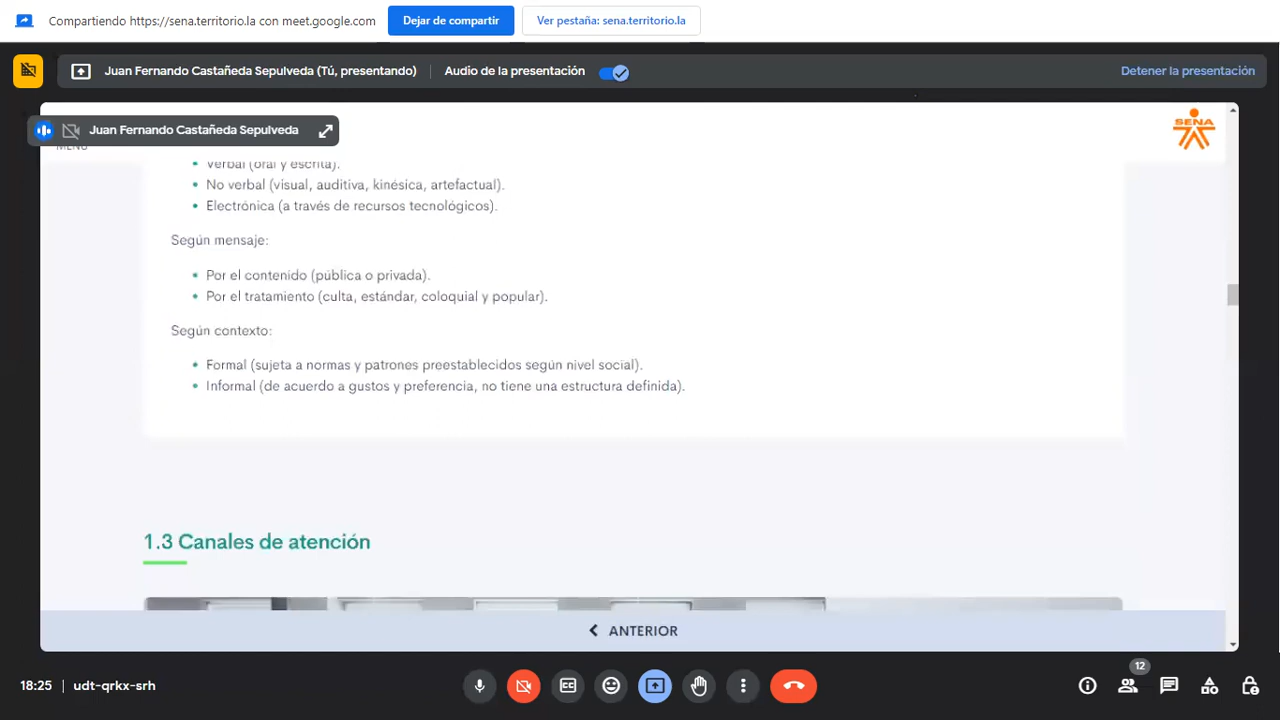 Compartiendo https://sena.territorio.la con meet.google.com
Dejar de compartir
Ver pestaña: sena.territorio.la
Juan Fernando Castañeda Sepulveda (Tú, presentando)
Audio de la presentación
Detener la presentación
Juan Fernando Castañeda Sepulveda
MENÚ
SENA
Verbal (oral y escrita).
No verbal (visual, auditiva, kinésica, artefactual).
Electrónica (a través de recursos tecnológicos).
Según mensaje:
Por el contenido (pública o privada).
Por el tratamiento (culta, estándar, coloquial y popular).
Según contexto:
Formal (sujeta a normas y patrones preestablecidos según nivel social).
Informal (de acuerdo a gustos y preferencia, no tiene una estructura definida).
1.3 Canales de atención
ANTERIOR
12
18:25 | udt-qrkx-srh